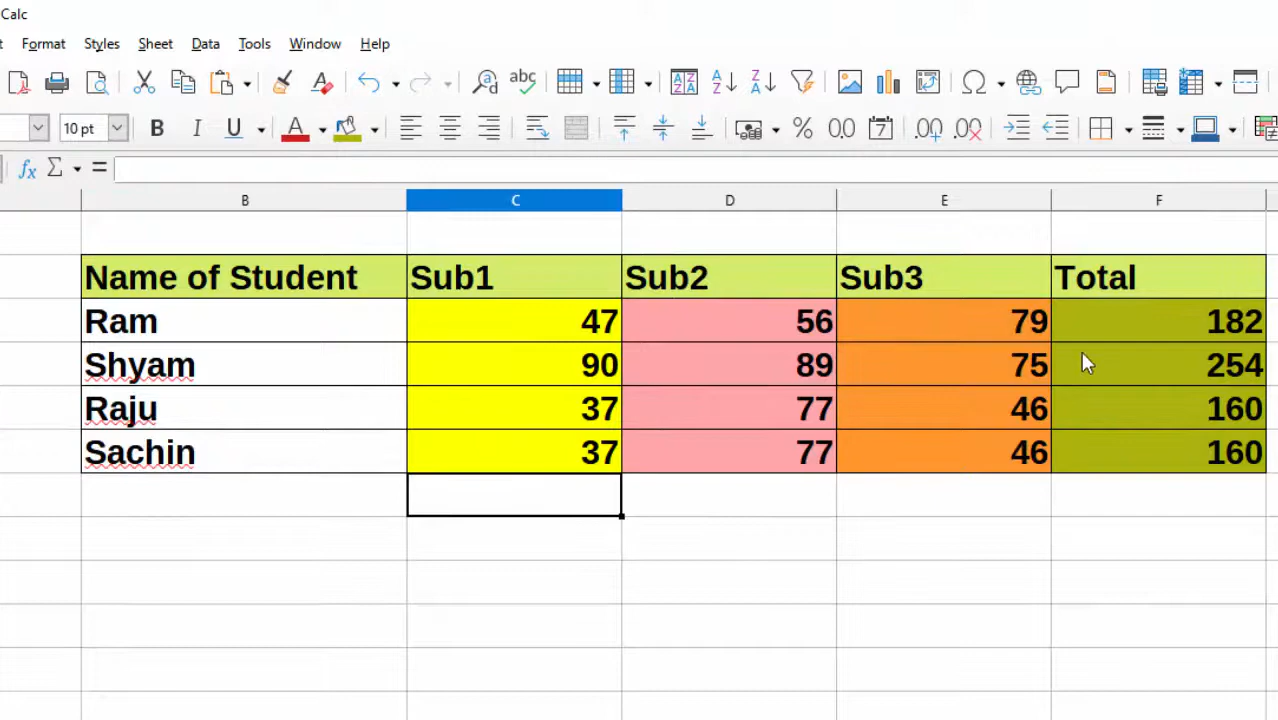 Calc
t Format Styles Sheet Data Tools Window Help
10 pt
B C D E F
Name of Student Sub1 Sub2 Sub3 Total
Ram 47 56 79 182
Shyam 90 89 75 254
Raju 37 77 46 160
Sachin 37 77 46 160